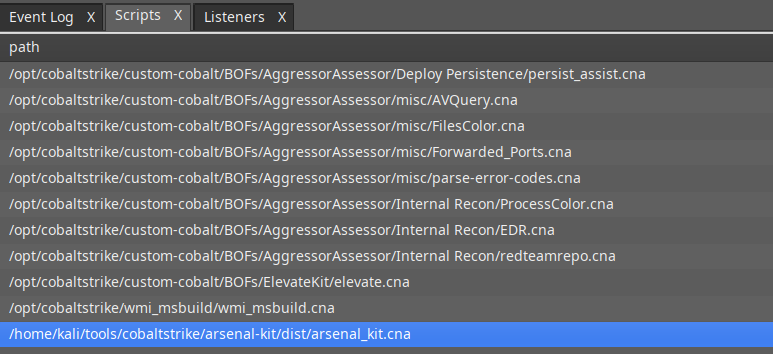 Event Log X Scripts X Listeners X
path
/opt/cobaltstrike/custom-cobalt/BOFs/AggressorAssessor/Deploy Persistence/persist_assist.cna
/opt/cobaltstrike/custom-cobalt/BOFs/AggressorAssessor/misc/AVQuery.cna
/opt/cobaltstrike/custom-cobalt/BOFs/AggressorAssessor/misc/FilesColor.cna
/opt/cobaltstrike/custom-cobalt/BOFs/AggressorAssessor/misc/Forwarded_Ports.cna
/opt/cobaltstrike/custom-cobalt/BOFs/AggressorAssessor/misc/parse-error-codes.cna
/opt/cobaltstrike/custom-cobalt/BOFs/AggressorAssessor/Internal Recon/ProcessColor.cna
/opt/cobaltstrike/custom-cobalt/BOFs/AggressorAssessor/Internal Recon/EDR.cna
/opt/cobaltstrike/custom-cobalt/BOFs/AggressorAssessor/Internal Recon/redteamrepo.cna
/opt/cobaltstrike/custom-cobalt/BOFs/ElevateKit/elevate.cna
/opt/cobaltstrike/wmi_msbuild/wmi_msbuild.cna
/home/kali/tools/cobaltstrike/arsenal-kit/dist/arsenal_kit.cna